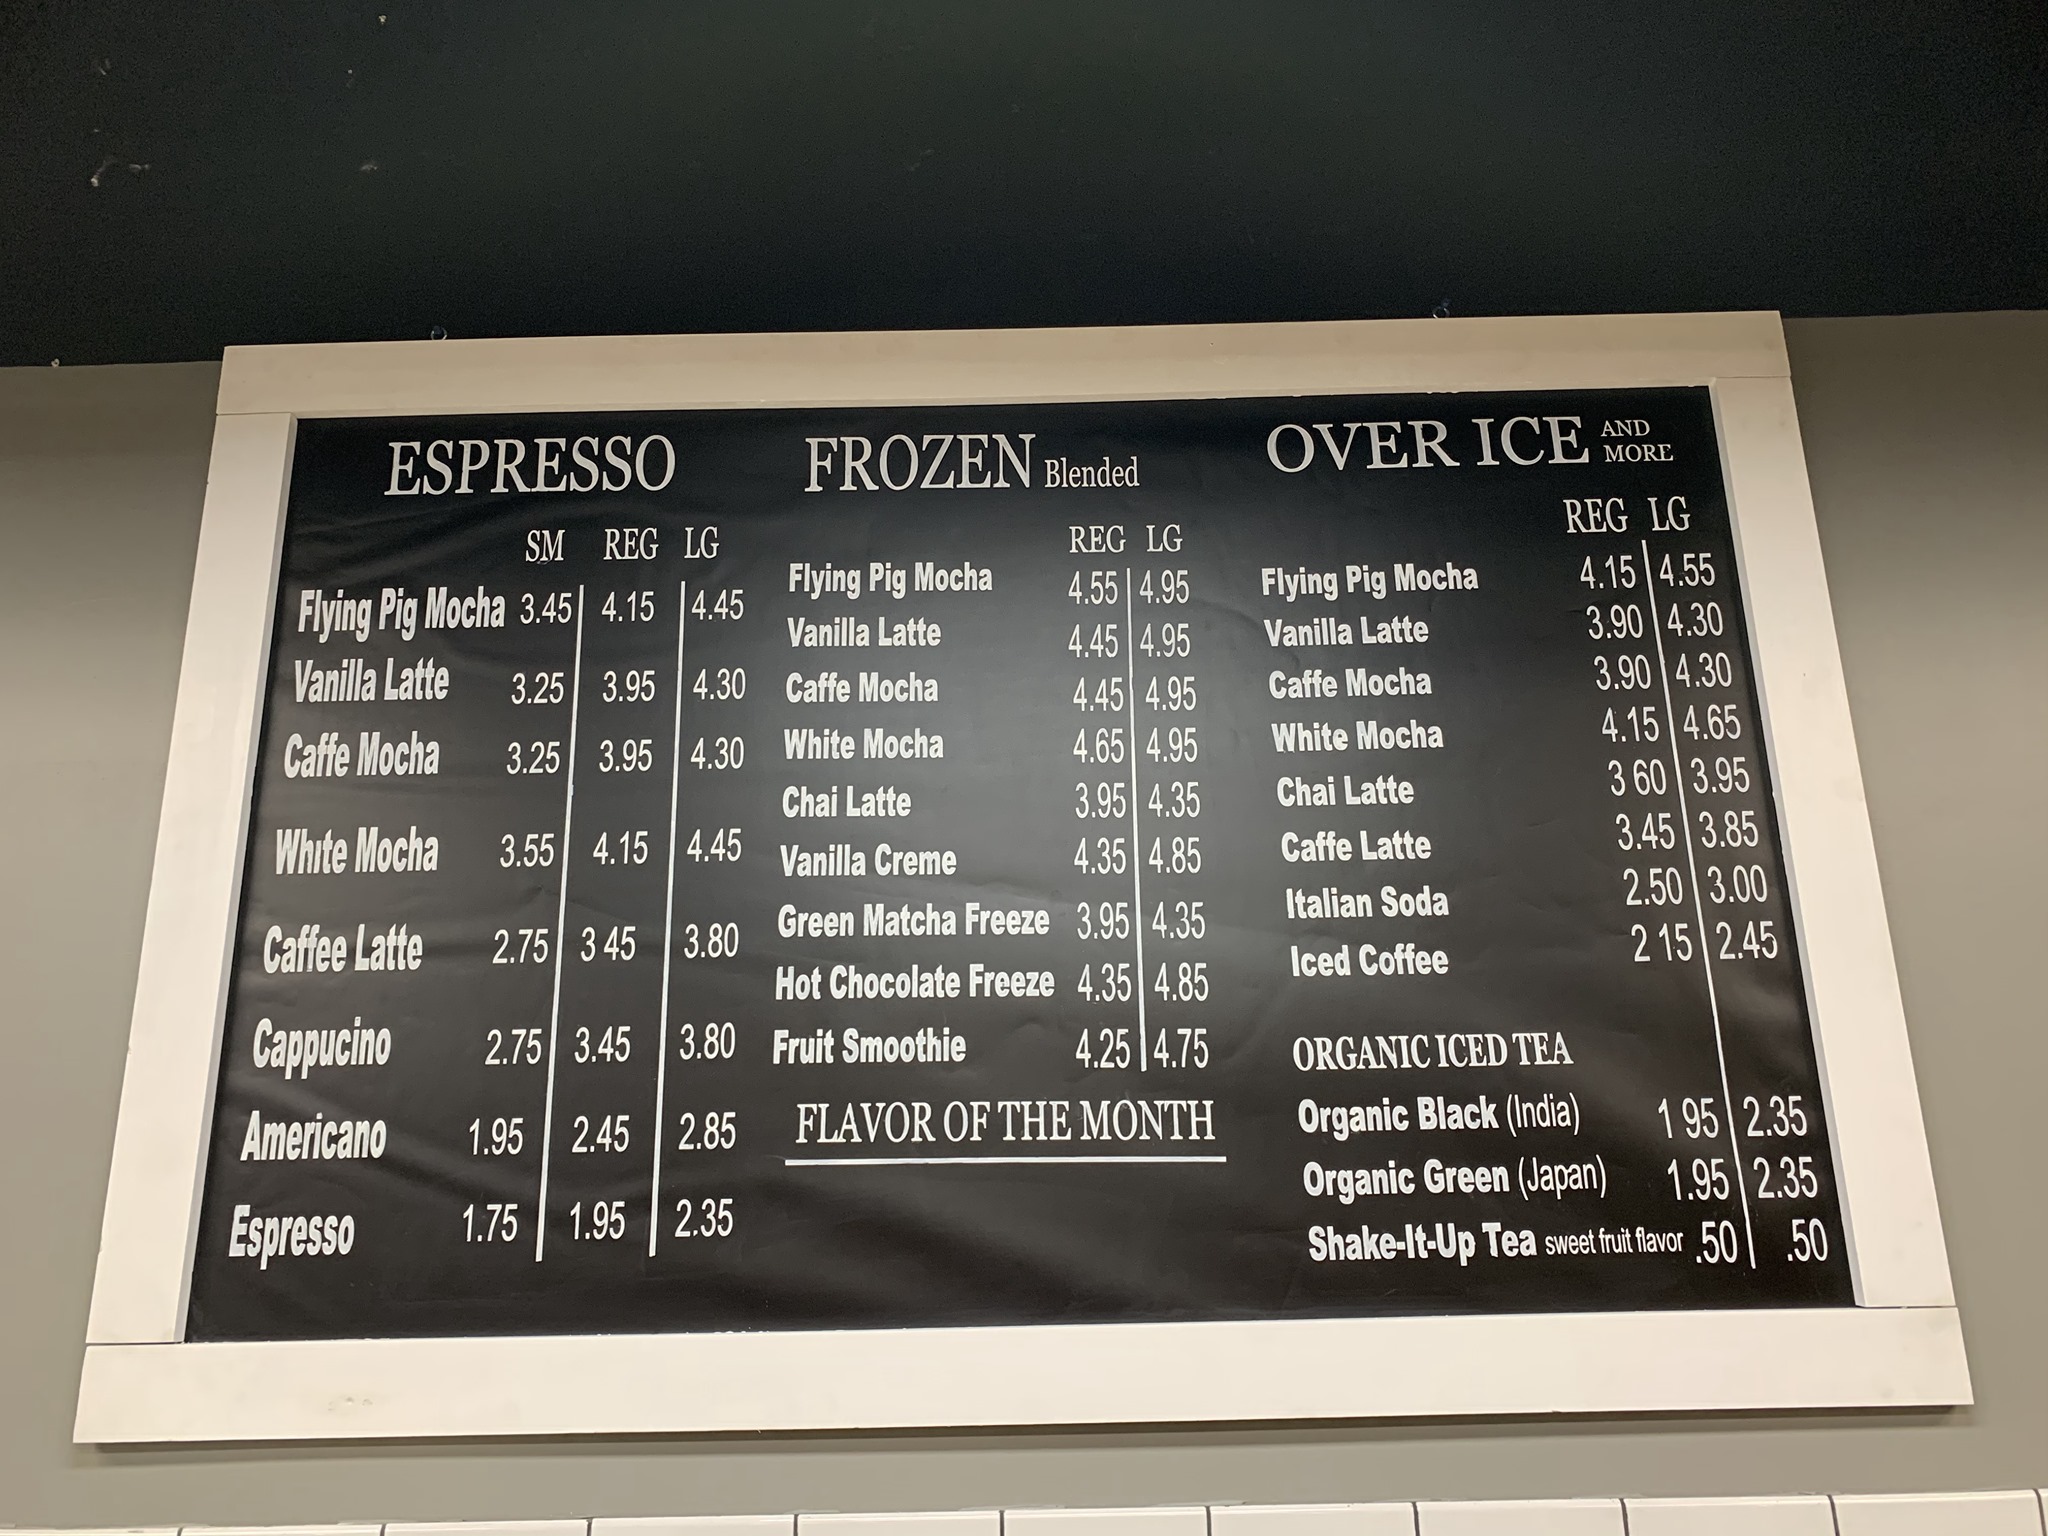 ESPRESSO
SM REG LG
Flying Pig Mocha 3.45 4.15 4.45
Vanilla Latte 3.25 3.95 4.30
Caffe Mocha 3.25 3.95 4.30
White Mocha 3.55 4.15 4.45
Caffee Latte 2.75 3 45 3.80
Cappucino 2.75 3.45 3.80
Americano 1.95 2.45 2.85
Espresso 1.75 1.95 2.35
FROZEN Blended
REG LG
Flying Pig Mocha 4.55 4.95
Vanilla Latte 4.45 4.95
Caffe Mocha 4.45 4.95
White Mocha 4.65 4.95
Chai Latte 3.95 4.35
Vanilla Creme 4.35 4.85
Green Matcha Freeze 3.95 4.35
Hot Chocolate Freeze 4.35 4.85
Fruit Smoothie 4.25 4.75
FLAVOR OF THE MONTH
OVER ICE AND MORE
REG LG
Flying Pig Mocha 4.15 4.55
Vanilla Latte 3.90 4.30
Caffe Mocha 3.90 4.30
White Mocha 4.15 4.65
Chai Latte 3 60 3.95
Caffe Latte 3.45 3.85
Italian Soda 2.50 3.00
Iced Coffee 2 15 2.45
ORGANIC ICED TEA
Organic Black (India) 1 95 2.35
Organic Green (Japan) 1.95 2.35
Shake-It-Up Tea sweet fruit flavor .50 .50